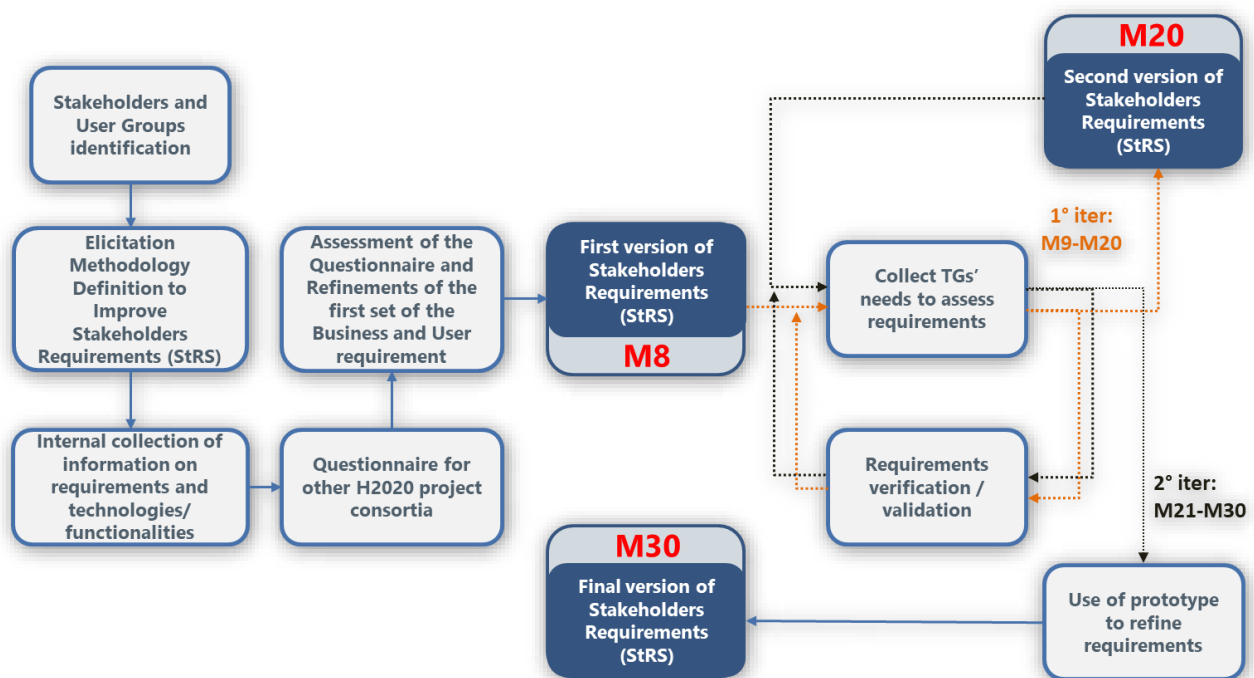 Stakeholders and
User Groups
identification
Elicitation
Methodology
Definition to
Improve
Stakeholders
Requirements (StRS)
Internal collection of
information on
requirements and
technologies/
functionalities
Questionnaire for
other H2020 project
consortia
Assessment of the
Questionnaire and
Refinements of the
first set of the
Business and User
requirement
First version of
Stakeholders
Requirements
(StRS)
M8
Collect TGs’
needs to assess
requirements
Requirements
verification /
validation
1° iter:
M9-M20
M20
Second version of
Stakeholders
Requirements
(StRS)
2° iter:
M21-M30
Use of prototype
to refine
requirements
M30
Final version of
Stakeholders
Requirements
(StRS)